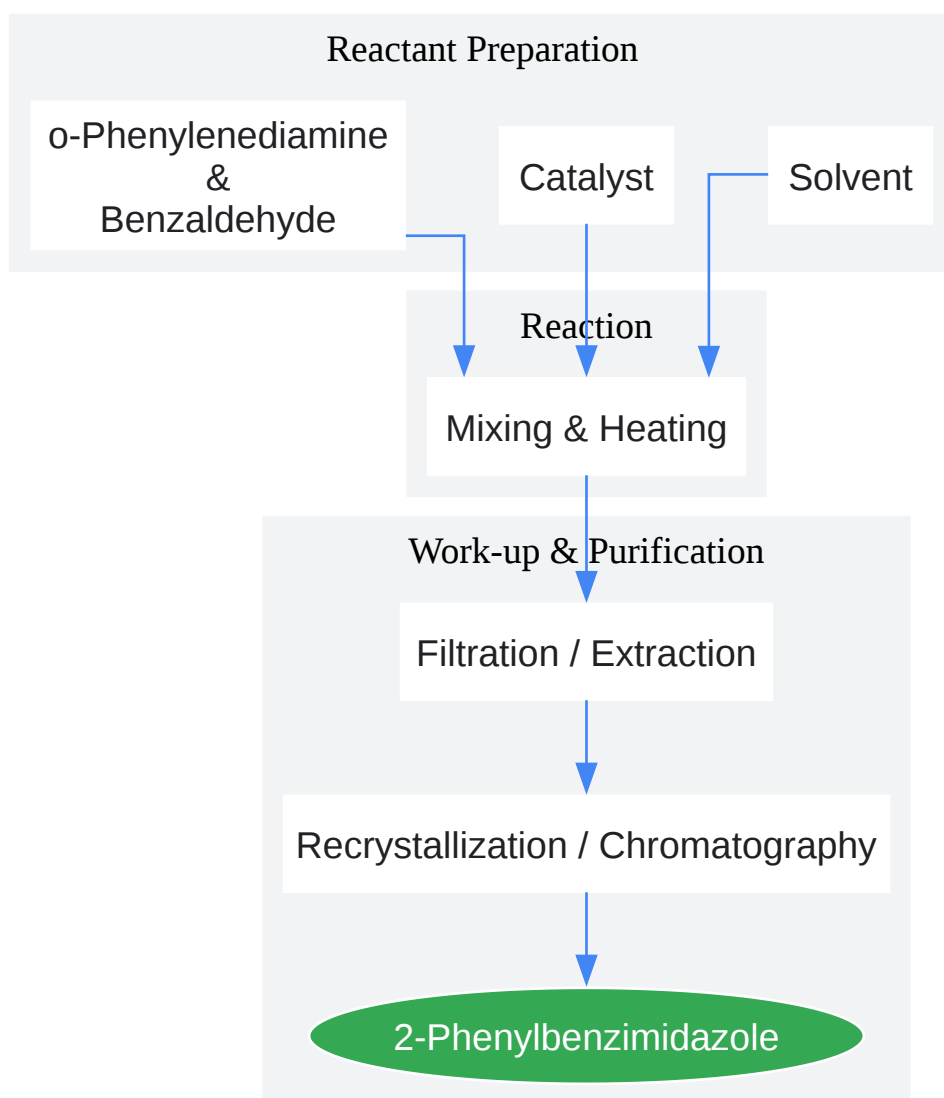 Reactant Preparation
o-Phenylenediamine
&
Benzaldehyde
Catalyst
Solvent
Reaction
Mixing & Heating
Work-up & Purification
Filtration / Extraction
Recrystallization / Chromatography
2-Phenylbenzimidazole